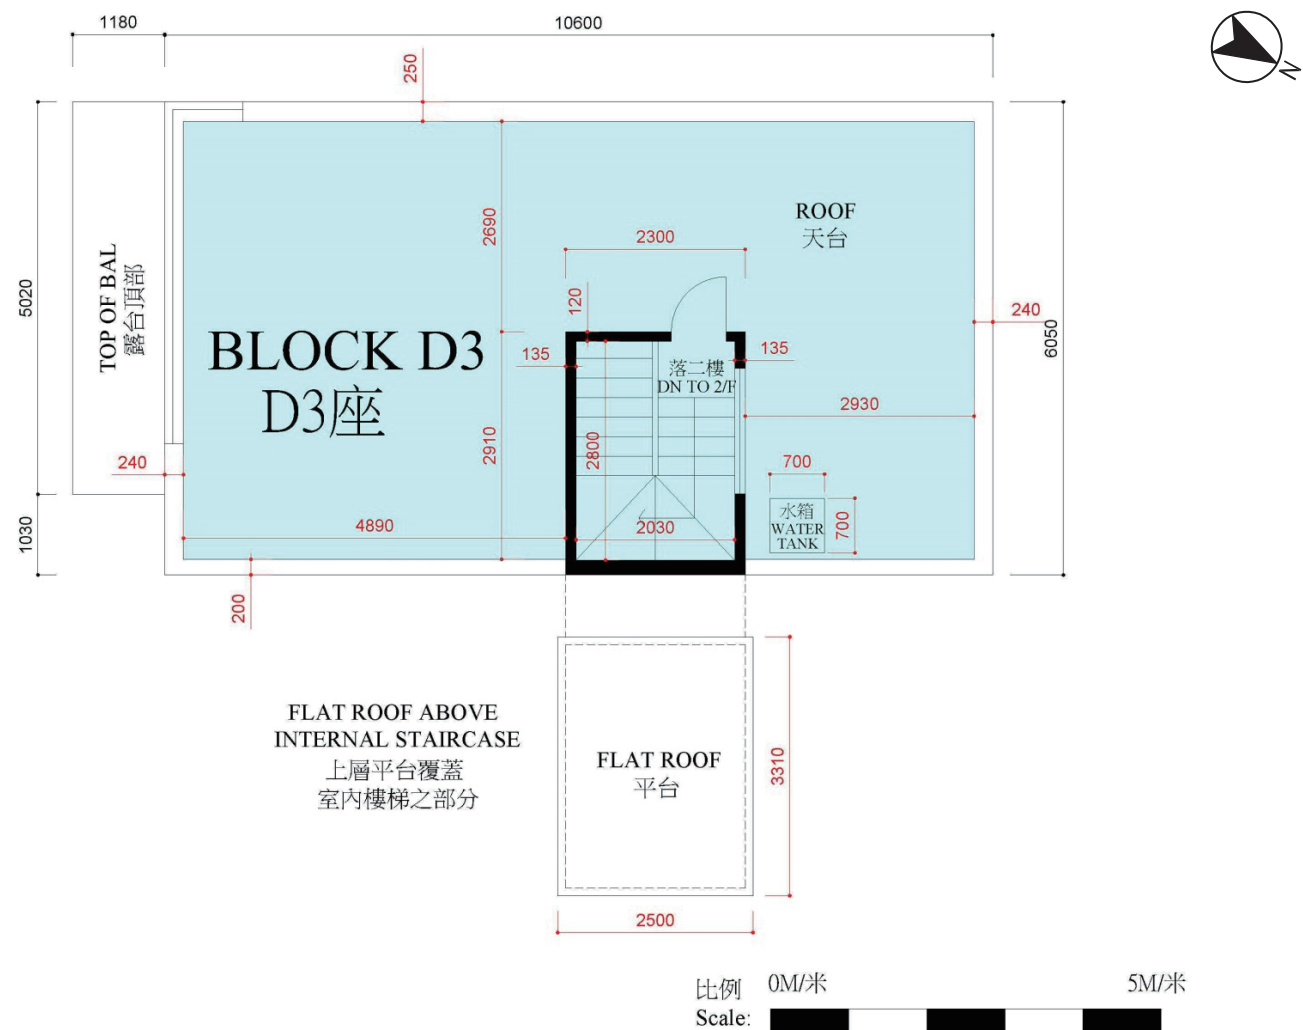 1180
10600
N
250
ROOF
天台
2690
2300
TOP OF BAL
露台頂部
5020
120
240
6050
BLOCK D3
D3座
135
落二樓
DN TO 2/F
135
2930
2910
2800
240
700
水箱
WATER
TANK
700
1030
4890
2030
200
FLAT ROOF ABOVE
INTERNAL STAIRCASE
上層平台覆蓋
室內樓梯之部分
FLAT ROOF
平台
3310
2500
比例
Scale:
0M/米
5M/米